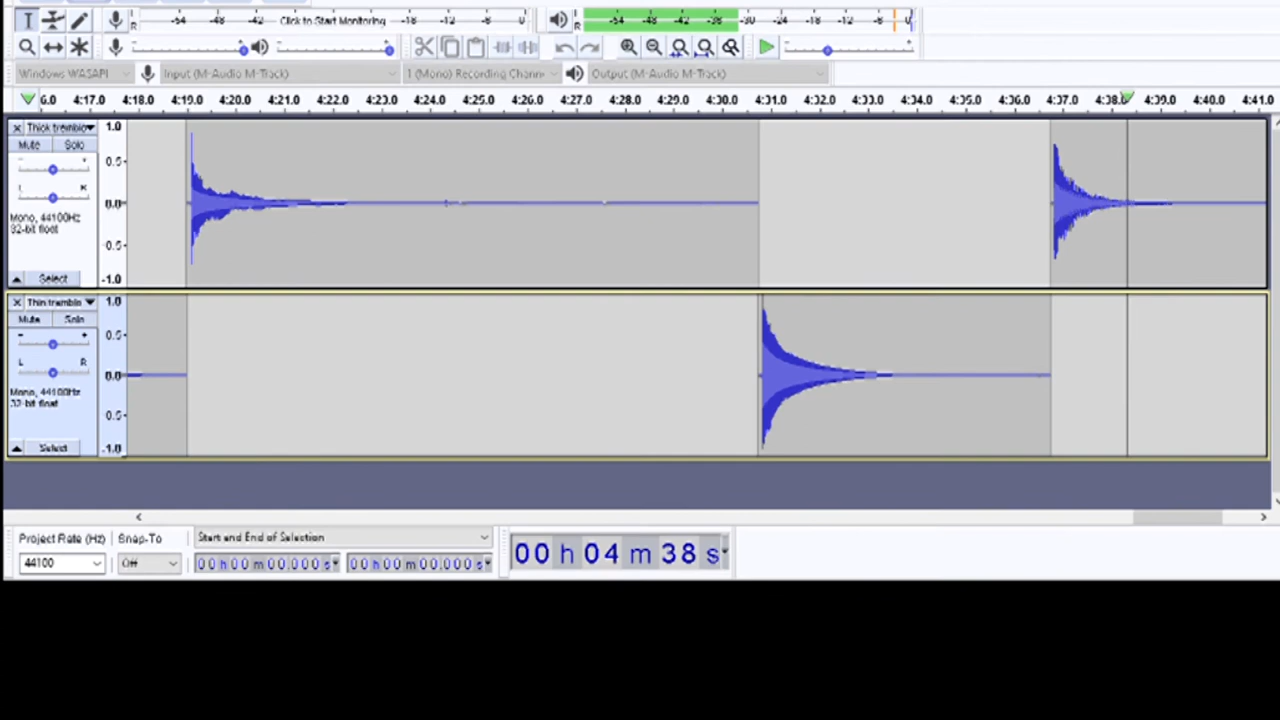 -54 -48 -42 Click to Start Monitoring -18 -12 -6 0 -54 -48 -42 -36 -30 -24 -18 -12 -6 0
Windows WASAPI Input (M-Audio M-Track) 1 (Mono) Recording Chann Output (M-Audio M-Track)
6.0 4:17.0 4:18.0 4:19.0 4:20.0 4:21.0 4:22.0 4:23.0 4:24.0 4:25.0 4:26.0 4:27.0 4:28.0 4:29.0 4:30.0 4:31.0 4:32.0 4:33.0 4:34.0 4:35.0 4:36.0 4:37.0 4:38.0 4:39.0 4:40.0 4:41.0
X Thick tremblo 1.0
Mute Solo
- + 0.5
L R
0.0
Mono, 44100Hz
32-bit float
-0.5
Select -1.0
X Thin tremblo 1.0
Mute Solo
- + 0.5
L R
0.0
Mono, 44100Hz
32-bit float
0.5
Select -1.0
Project Rate (Hz) Snap-To Start and End of Selection
44100 Off 00 h 00 m 00.000 s 00 h 00 m 00.000 s
00 h 04 m 38 s